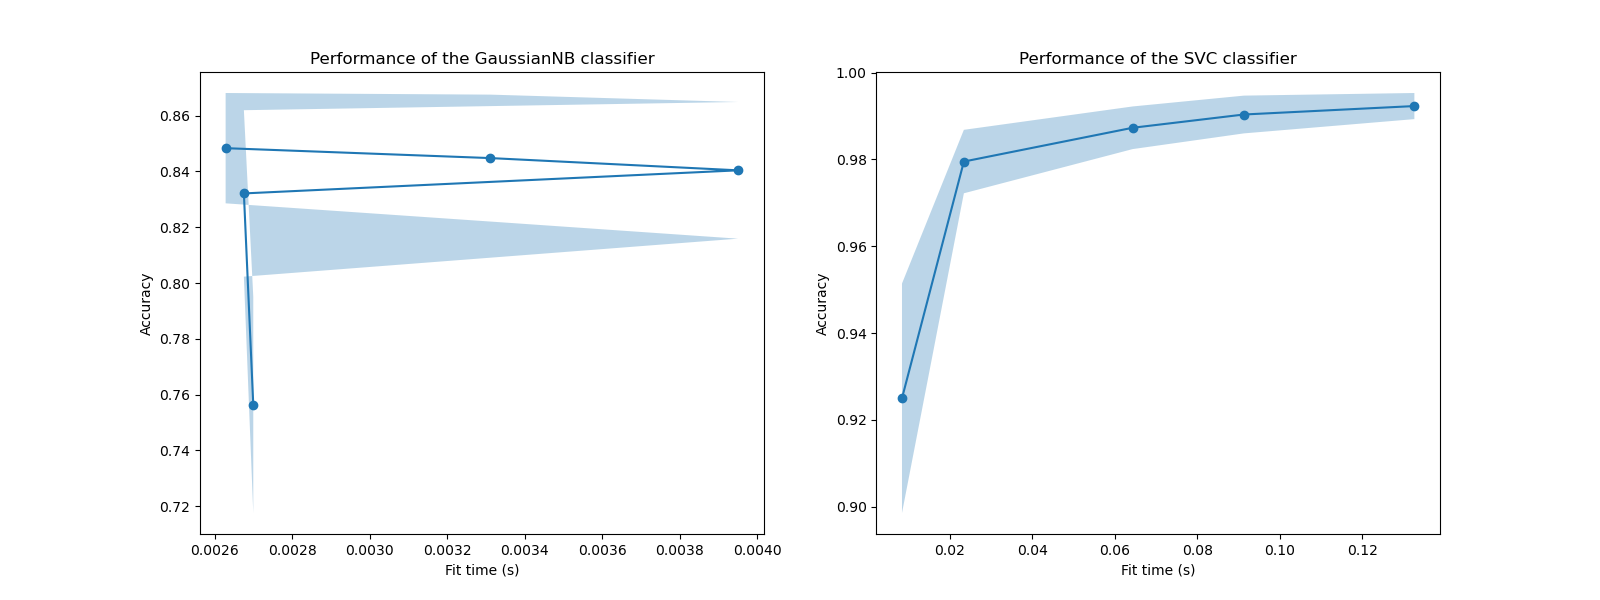 Performance of the GaussianNB classifier
Accuracy
0.86
0.84
0.82
0.80
0.78
0.76
0.74
0.72
0.0026 0.0028 0.0030 0.0032 0.0034 0.0036 0.0038 0.0040
Fit time (s)
Performance of the SVC classifier
Accuracy
1.00
0.98
0.96
0.94
0.92
0.90
0.02 0.04 0.06 0.08 0.10 0.12
Fit time (s)